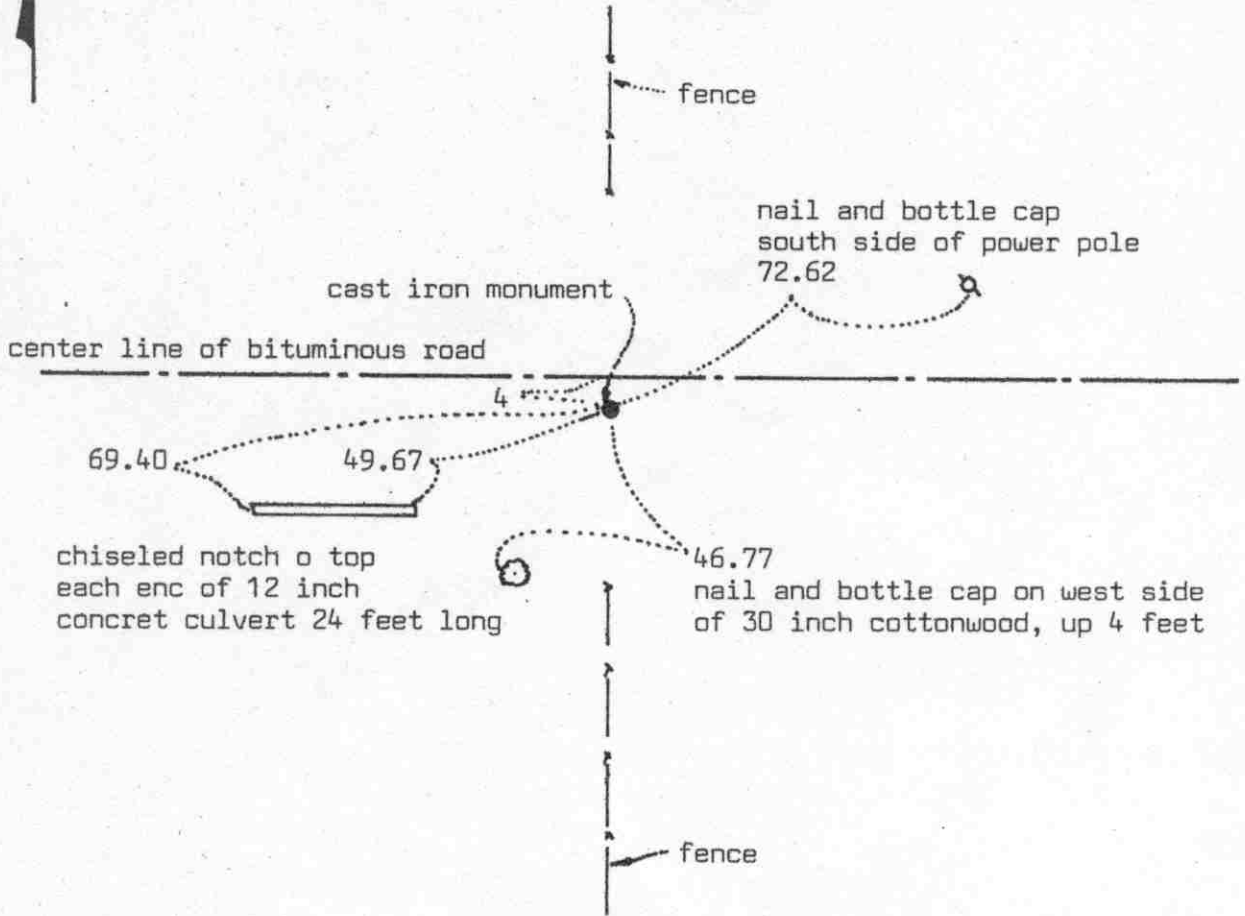 fence
nail and bottle cap
south side of power pole
72.62
cast iron monument
center line of bituminous road
4
69.40
49.67
chiseled notch o top
each enc of 12 inch
concret culvert 24 feet long
46.77
nail and bottle cap on west side
of 30 inch cottonwood, up 4 feet
fence